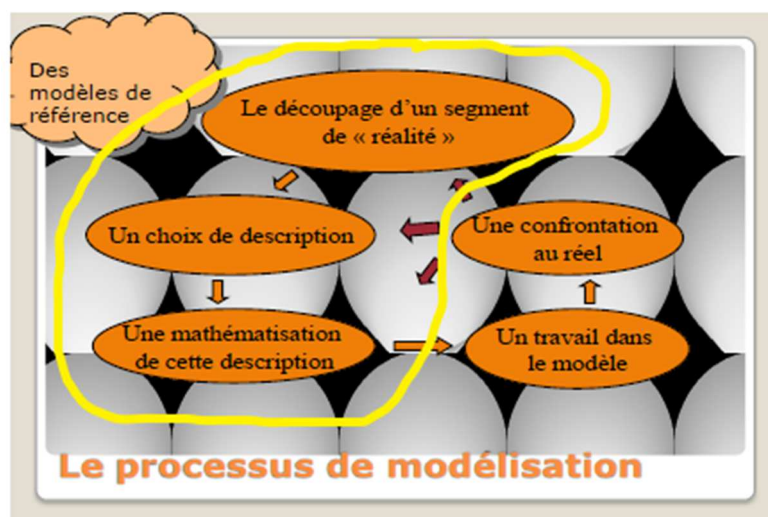 Des
modèles de
référence
Le découpage d'un segment
de « réalité »
Un choix de description
Une confrontation
au réel
Une mathématisation
de cette description
Un travail dans
le modèle
Le processus de modélisation